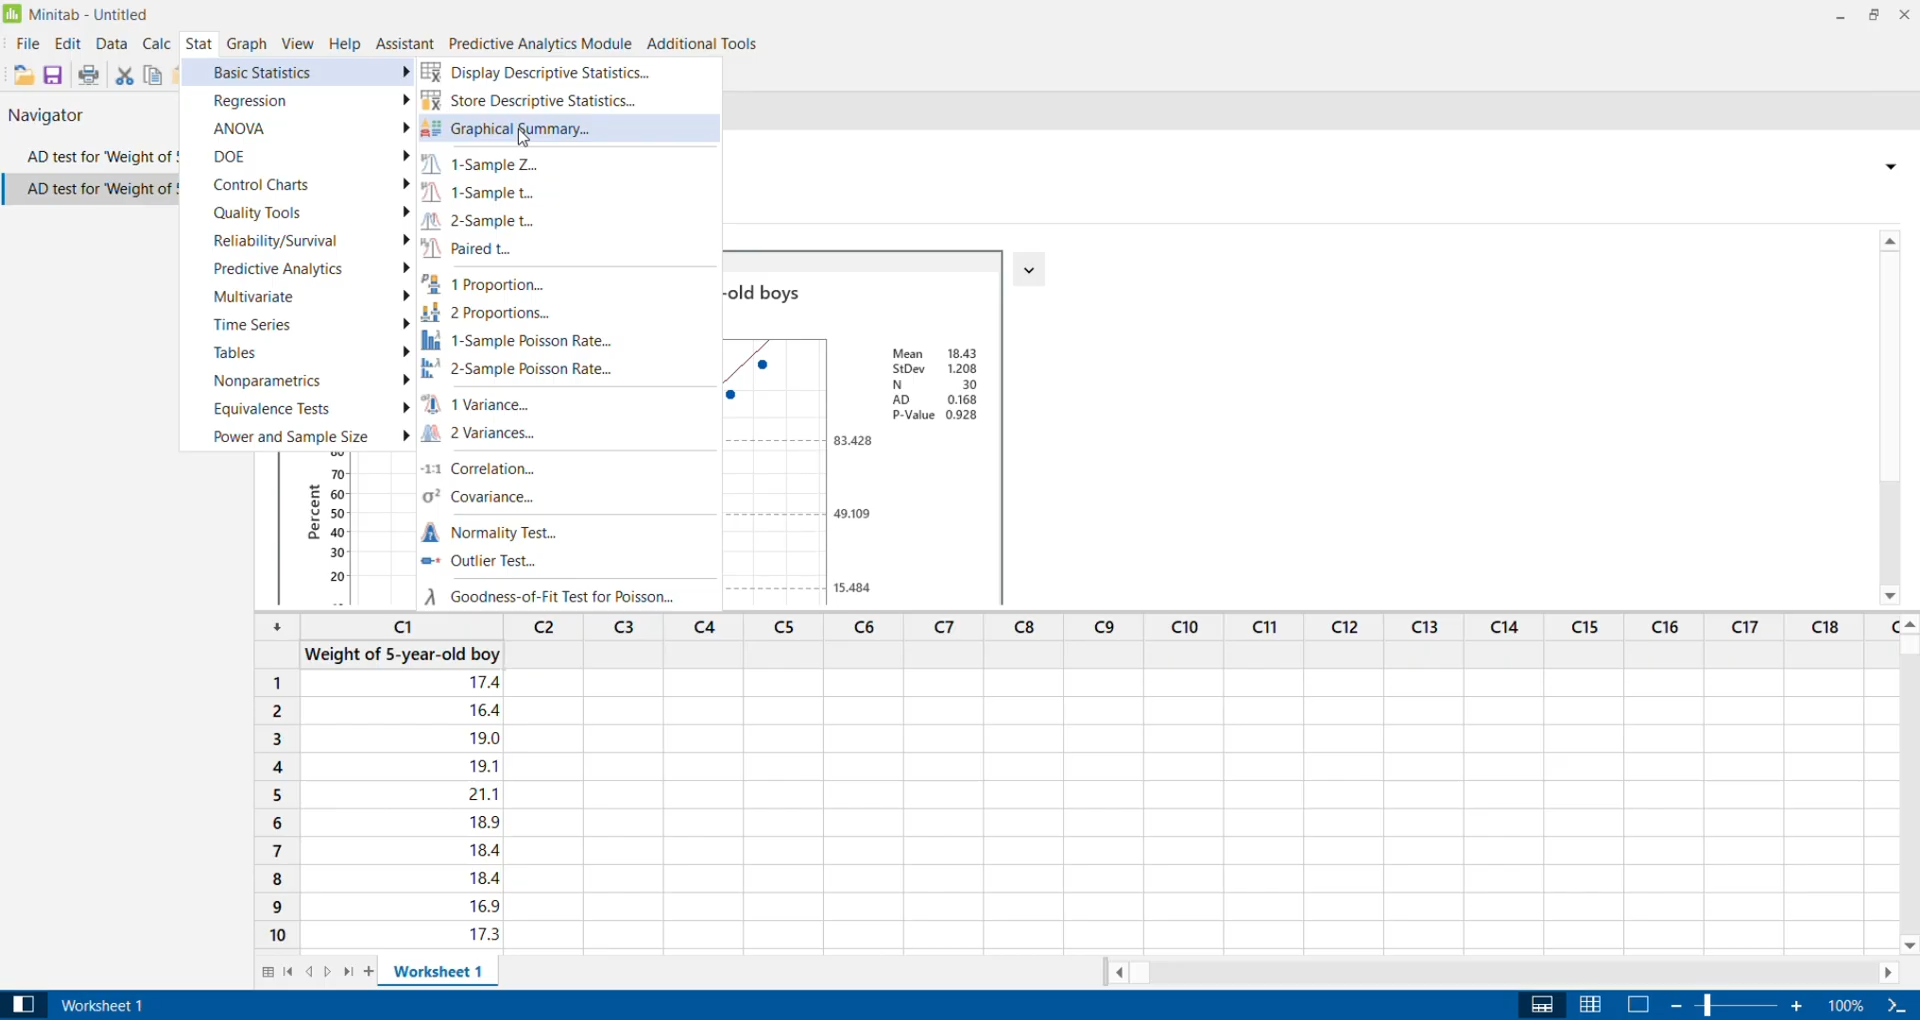 Minitab - Untitled
File Edit Data Calc Stat Graph View Help Assistant Predictive Analytics Module Additional Tools
Navigator
AD test for 'Weight of
AD test for 'Weight of
Basic Statistics
Regression
ANOVA
DOE
Control Charts
Quality Tools
Reliability/Survival
Predictive Analytics
Multivariate
Time Series
Tables
Nonparametrics
Equivalence Tests
Power and Sample Size
Display Descriptive Statistics...
Store Descriptive Statistics...
Graphical Summary...
1-Sample Z...
1-Sample t...
2-Sample t...
Paired t...
1 Proportion...
2 Proportions...
1-Sample Poisson Rate...
2-Sample Poisson Rate...
1 Variance...
2 Variances...
Correlation...
Covariance...
Normality Test...
Outlier Test...
Goodness-of-Fit Test for Poisson...
-old boys
Mean 18.43
StDev 1.208
N 30
AD 0.168
P-Value 0.928
83.428
49.109
15.484
Percent
70
60
50
40
30
20
C1 C2 C3 C4 C5 C6 C7 C8 C9 C10 C11 C12 C13 C14 C15 C16 C17 C18
Weight of 5-year-old boy
1 17.4
2 16.4
3 19.0
4 19.1
5 21.1
6 18.9
7 18.4
8 18.4
9 16.9
10 17.3
Worksheet 1
Worksheet 1
100%